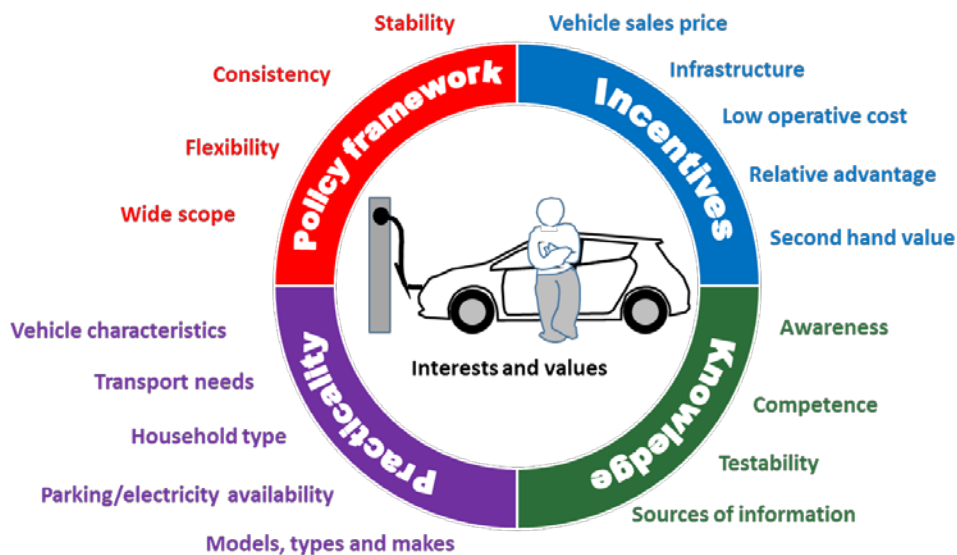 Policy framework
Stability
Consistency
Flexibility
Wide scope
Incentives
Vehicle sales price
Infrastructure
Low operative cost
Relative advantage
Second hand value
Knowledge
Awareness
Competence
Testability
Sources of information
Practicality
Vehicle characteristics
Transport needs
Household type
Parking/electricity availability
Models, types and makes
Interests and values